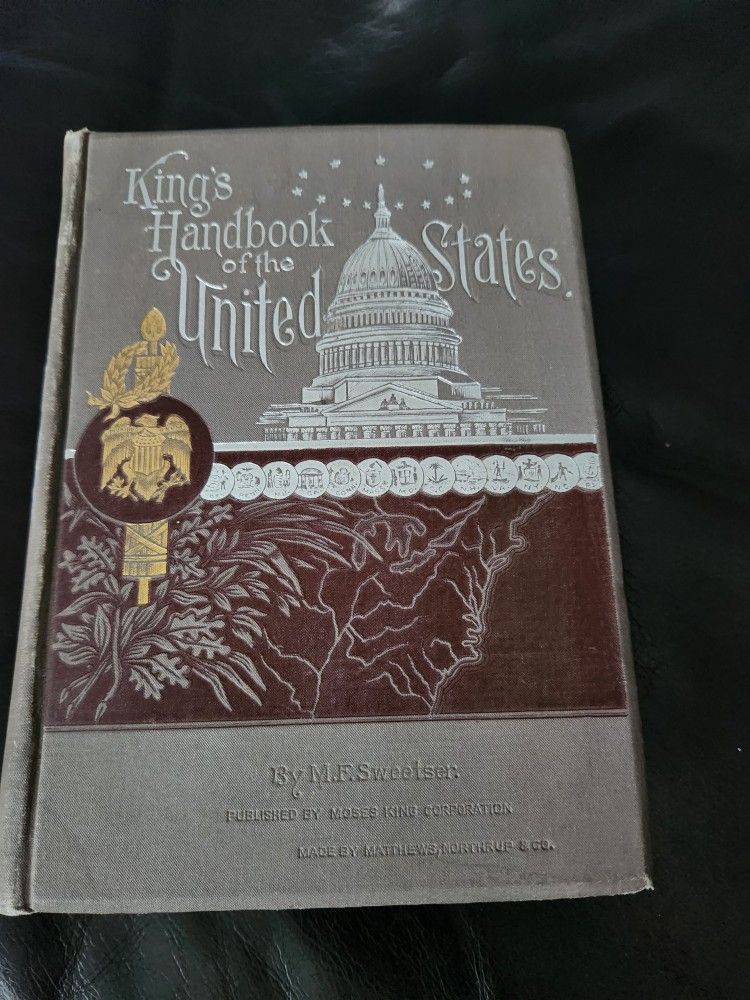 King's
Handbook
of the
United States.
By M.F. Sweetser.
PUBLISHED BY MOSES KING CORPORATION
MADE BY MATTHEWS, NORTHRUP & CO.